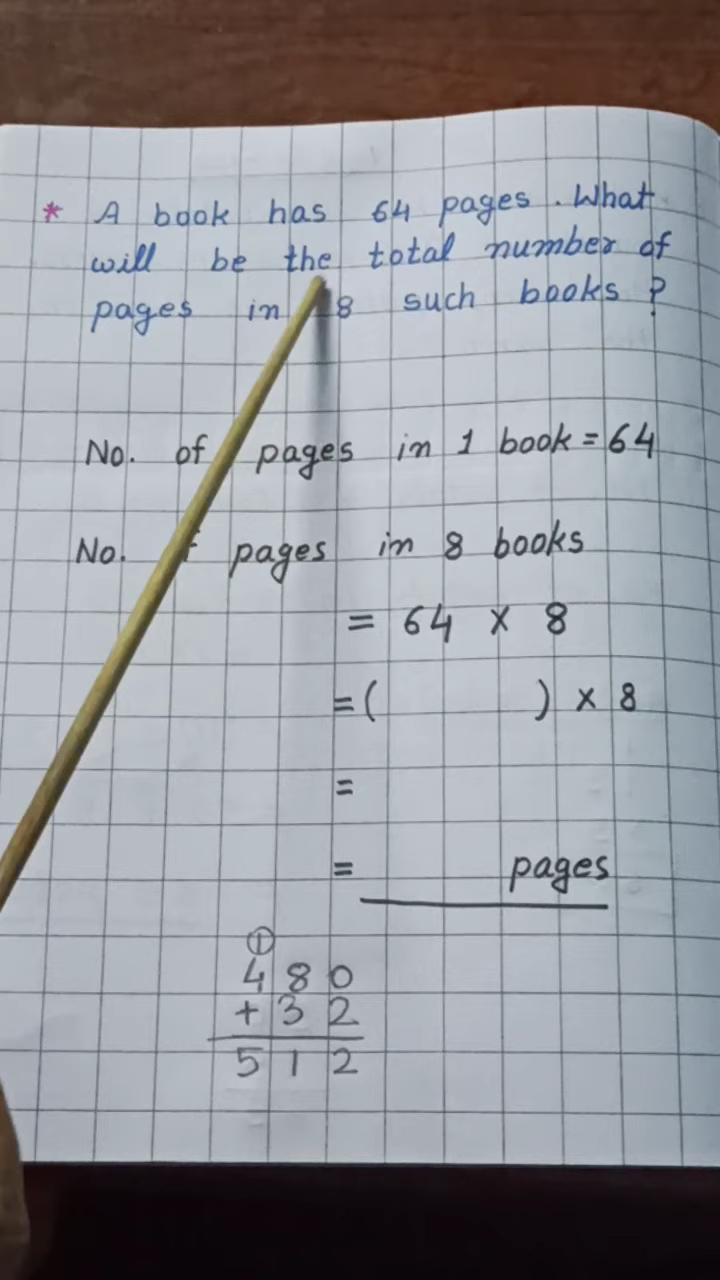 * A book has 64 pages. What
will be the total number of
pages in 8 such books ?
No. of pages in 1 book = 64
No. pages in 8 books
= 64 × 8
= ( ) × 8
=
= pages
①
480
+ 32
512